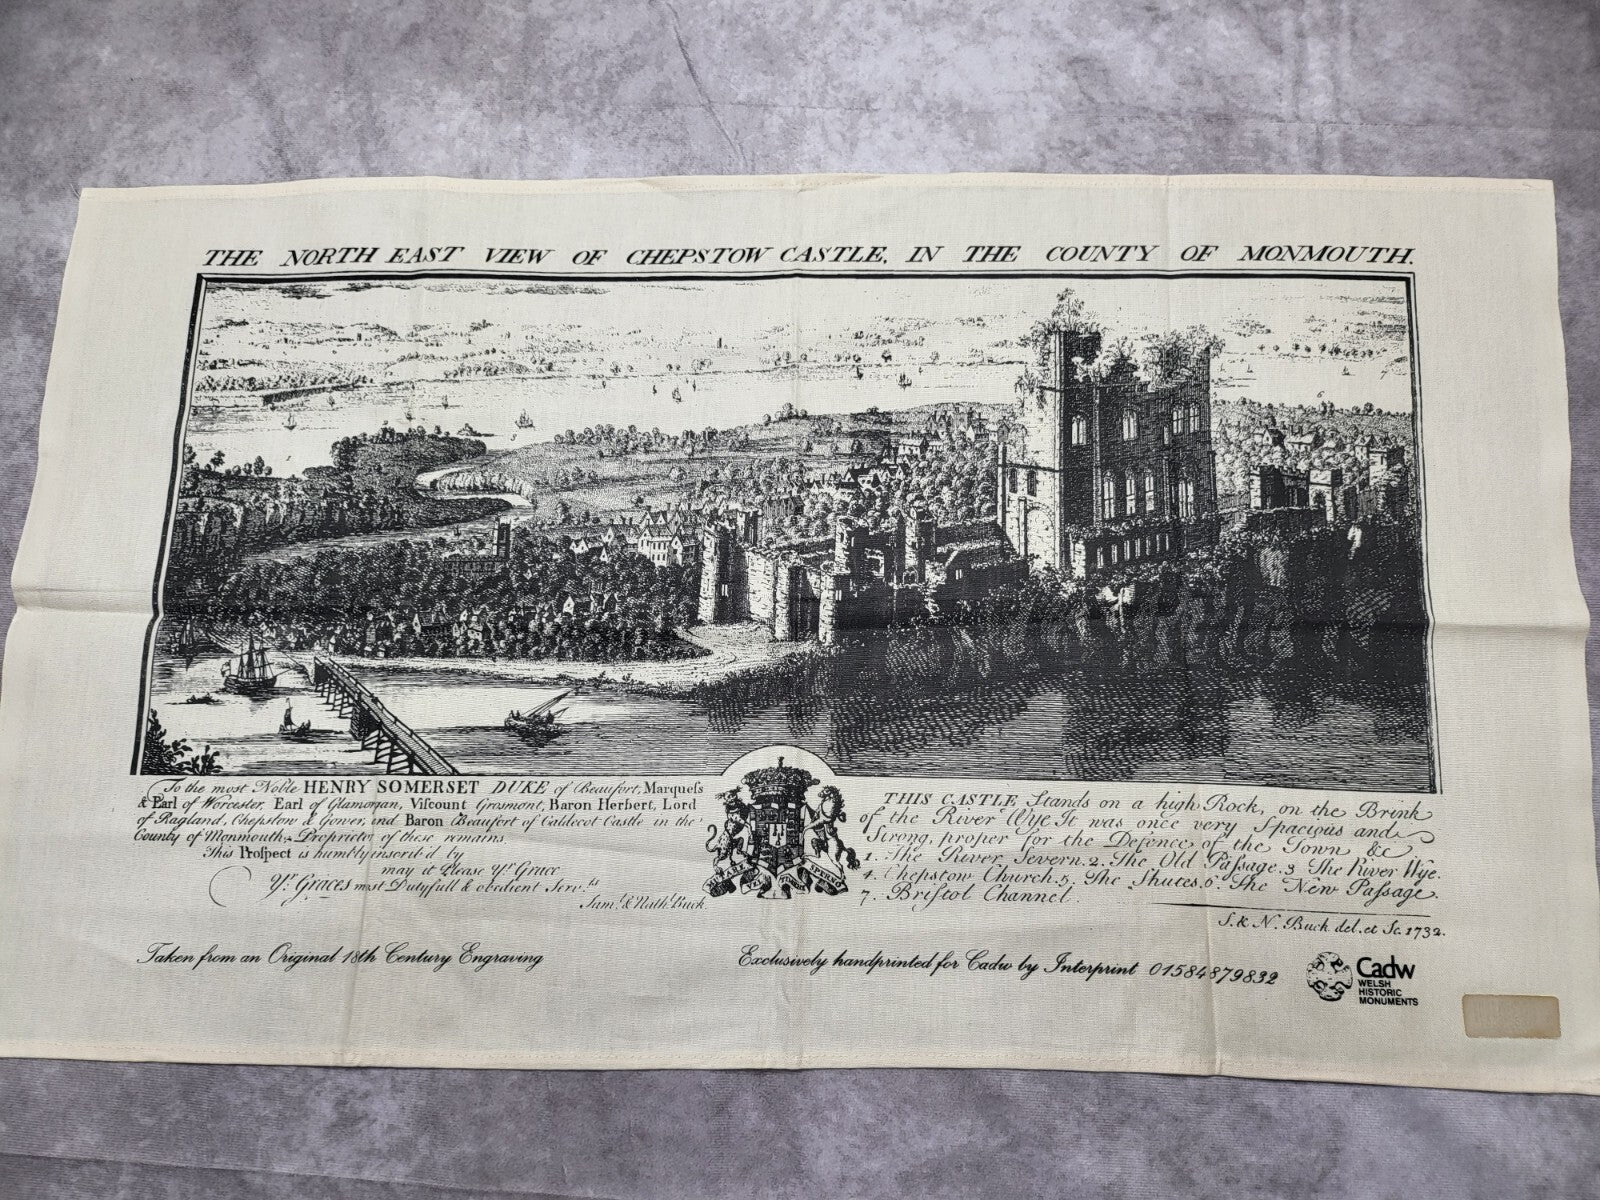 THE NORTH EAST VIEW OF CHEPSTOW CASTLE, IN THE COUNTY OF MONMOUTH.
To the most Noble HENRY SOMERSET DUKE of Beaufort, Marquess
& Earl of Worcester, Earl of Glamorgan, Viscount Grosmont, Baron Herbert, Lord
of Ragland, Chepstow & Gower, and Baron Beaufort of Caldecot Castle in the
County of Monmouth, Proprietor of these remains.
This Prospect is humbly inscrib'd by
may it Please Yr. Grace
Yr. Graces most Dutyfull & obedient Servts.
Saml. & Nathl. Buck.
THIS CASTLE Stands on a high Rock, on the Brink
of the River Wye It was once very Spacious and
Strong, proper for the Defence of the Town &c
1. The River Severn. 2. The Old Passage. 3 The River Wye.
4. Chepstow Church. 5. The Shutes. 6. The New Passage.
7. Bristol Channel.
S. & N. Buck del. et Sc. 1732.
Taken from an Original 18th Century Engraving
Exclusively handprinted for Cadw by Interprint 01584879832
Cadw
WELSH
HISTORIC
MONUMENTS